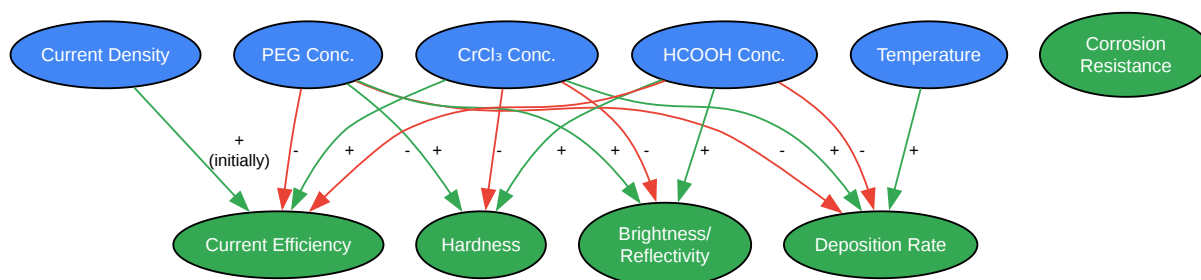 Current Density
PEG Conc.
CrCl₃ Conc.
HCOOH Conc.
Temperature
Corrosion
Resistance
+
(initially)
-
+
-
+
-
+
+
-
+
-
+
-
+
Current Efficiency
Hardness
Brightness/
Reflectivity
Deposition Rate